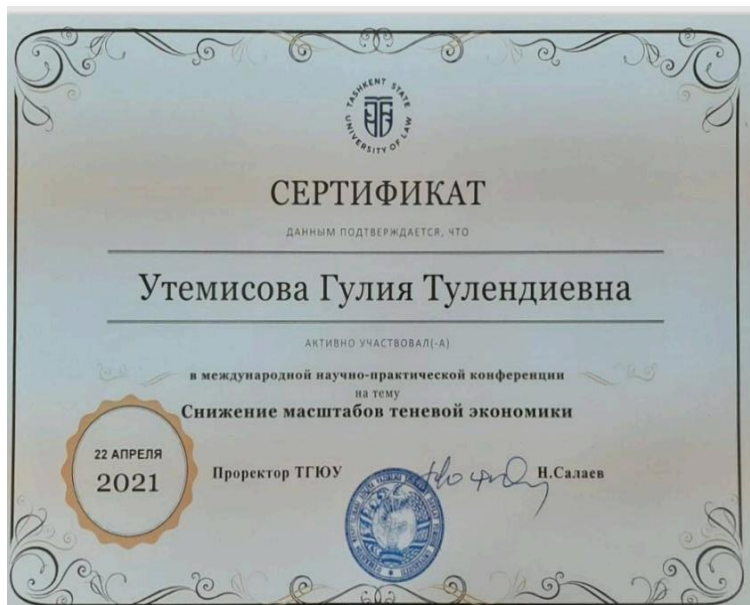 TASHKENT STATE UNIVERSITY OF LAW
СЕРТИФИКАТ
ДАННЫМ ПОДТВЕРЖДАЕТСЯ, ЧТО
Утемисова Гулия Тулендиевна
АКТИВНО УЧАСТВОВАЛ(-А)
в международной научно-практической конференции
на тему
Снижение масштабов теневой экономики
22 АПРЕЛЯ
2021
Проректор ТГЮУ
Н.Салаев